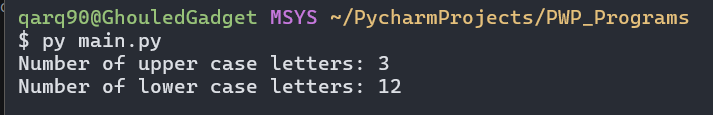 qarq90@GhouledGadget MSYS ~/PycharmProjects/PWP_Programs
$ py main.py
Number of upper case letters: 3
Number of lower case letters: 12